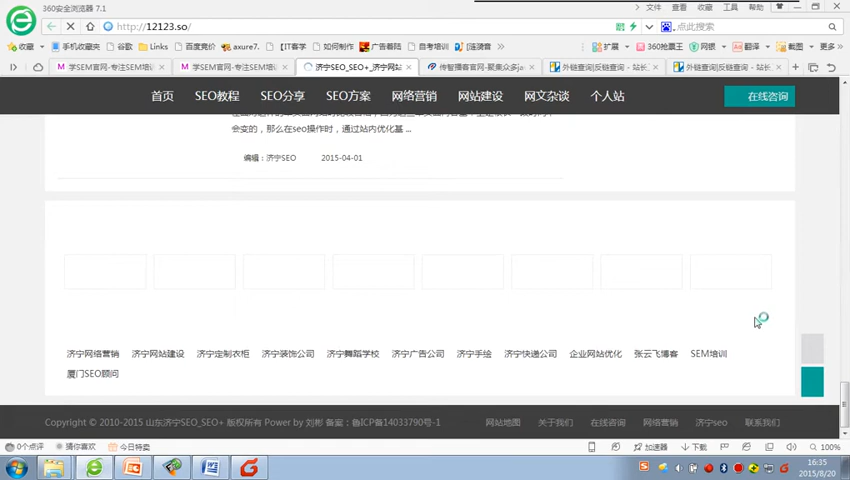 360安全浏览器 7.1
文件 查看 收藏 工具 帮助
http://12123.so/
点此搜索
收藏 手机收藏夹 谷歌 Links 百度竞价 axure7. 【IT客学 如何制作 广告着陆 自考培训 扩展 360抢票王 网银 翻译 截图 更多
学SEM官网-专注SEM培训 学SEM官网-专注SEM培训 济宁SEO_SEO+_济宁网站 传智播客官网-聚集众多ja 外链查询|反链查询 - 站长 外链查询|反链查询 - 站长
首页 SEO教程 SEO分享 SEO方案 网络营销 网站建设 网文杂谈 个人站 在线咨询
会变的，那么在seo操作时，通过站内优化基 ...
编辑：济宁SEO 2015-04-01
济宁网络营销 济宁网站建设 济宁定制衣柜 济宁装饰公司 济宁舞蹈学校 济宁广告公司 济宁手绘 济宁快递公司 企业网站优化 张云飞博客 SEM培训
厦门SEO顾问
Copyright © 2010-2015 山东济宁SEO_SEO+ 版权所有 Power by 刘彬 备案：鲁ICP备14033790号-1 网站地图 关于我们 在线咨询 网络营销 济宁seo 联系我们
0个点评 猜你喜欢 今日特卖 加速器 下载 100%
16:35
2015/8/20